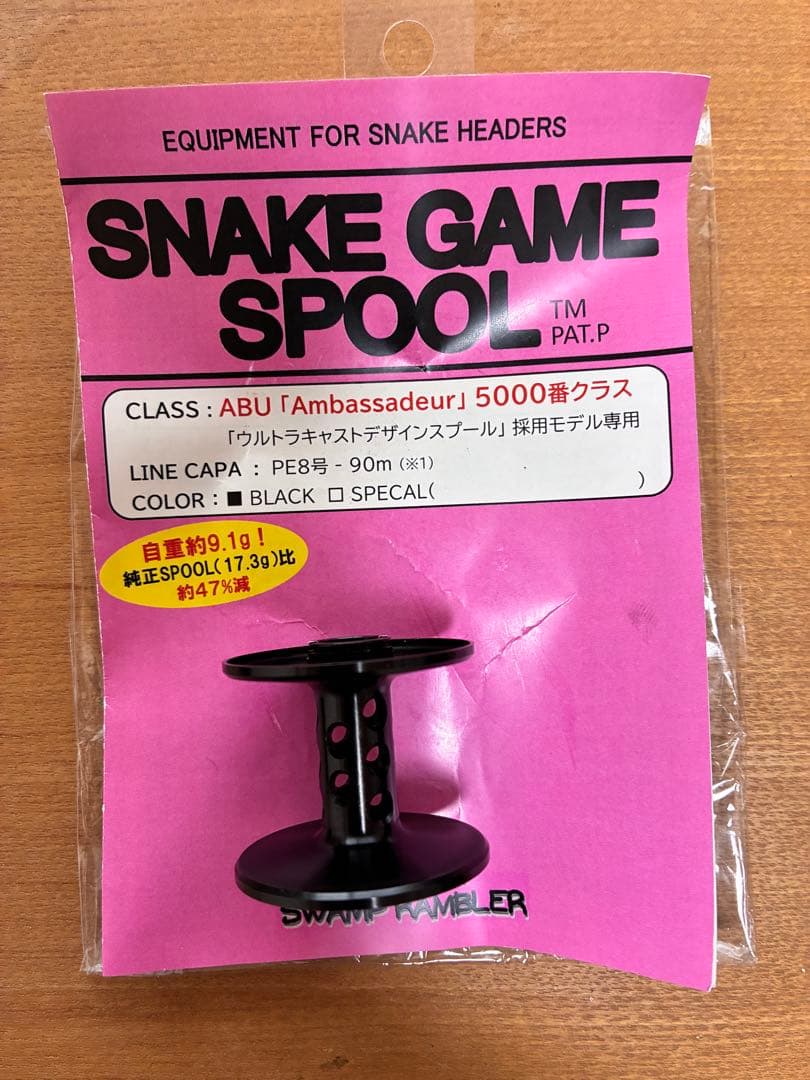 EQUIPMENT FOR SNAKE HEADERS
SNAKE GAME
SPOOL TM
PAT.P
CLASS : ABU 「Ambassadeur」 5000番クラス
「ウルトラキャストデザインスプール」 採用モデル専用
LINE CAPA : PE8号 - 90m (※1)
COLOR : ■ BLACK □ SPECAL( )
自重約9.1g!
純正SPOOL(17.3g)比
約47%減
SWAMP RAMBLER